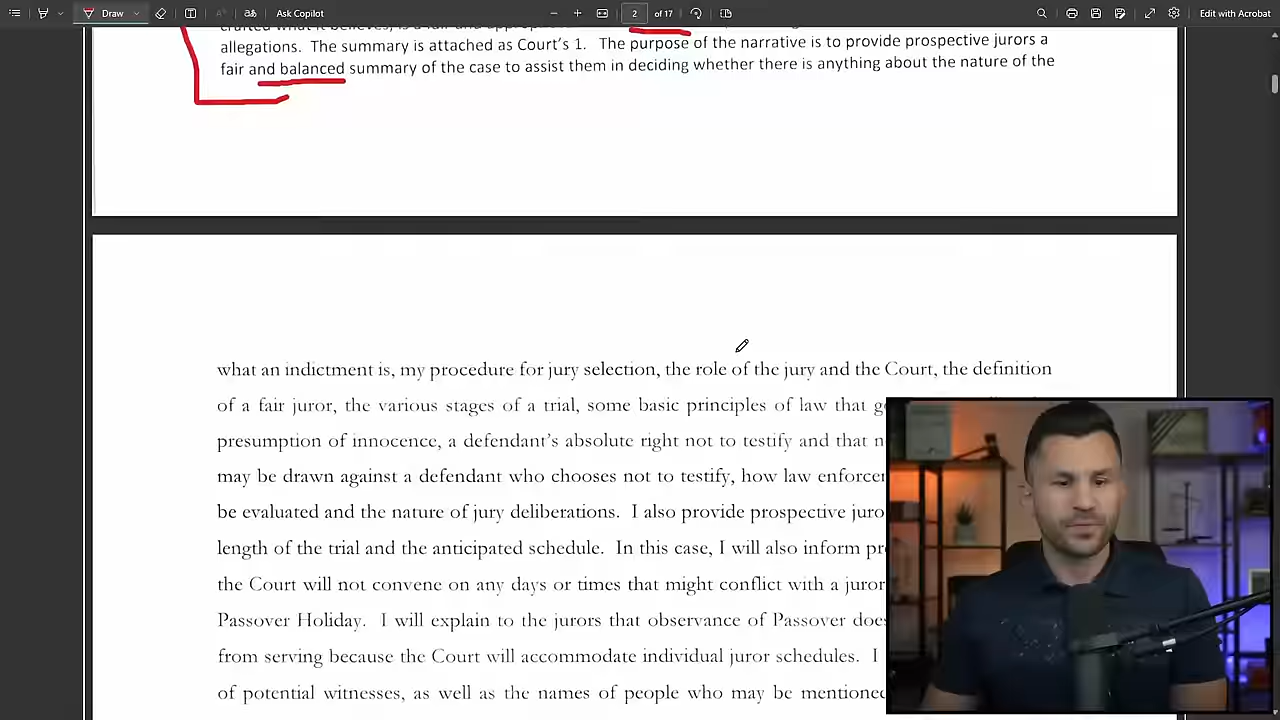 Draw
Ask Copilot
2 of 17
Edit with Acrobat
allegations. The summary is attached as Court's 1. The purpose of the narrative is to provide prospective jurors a
fair and balanced summary of the case to assist them in deciding whether there is anything about the nature of the
what an indictment is, my procedure for jury selection, the role of the jury and the Court, the definition
of a fair juror, the various stages of a trial, some basic principles of law that
presumption of innocence, a defendant's absolute right not to testify and that
may be drawn against a defendant who chooses not to testify, how law
be evaluated and the nature of jury deliberations. I also provide prospective
length of the trial and the anticipated schedule. In this case, I will also inform
the Court will not convene on any days or times that might conflict with a juror
Passover Holiday. I will explain to the jurors that observance of Passover
from serving because the Court will accommodate individual juror schedules. I
of potential witnesses, as well as the names of people who may be mentioned